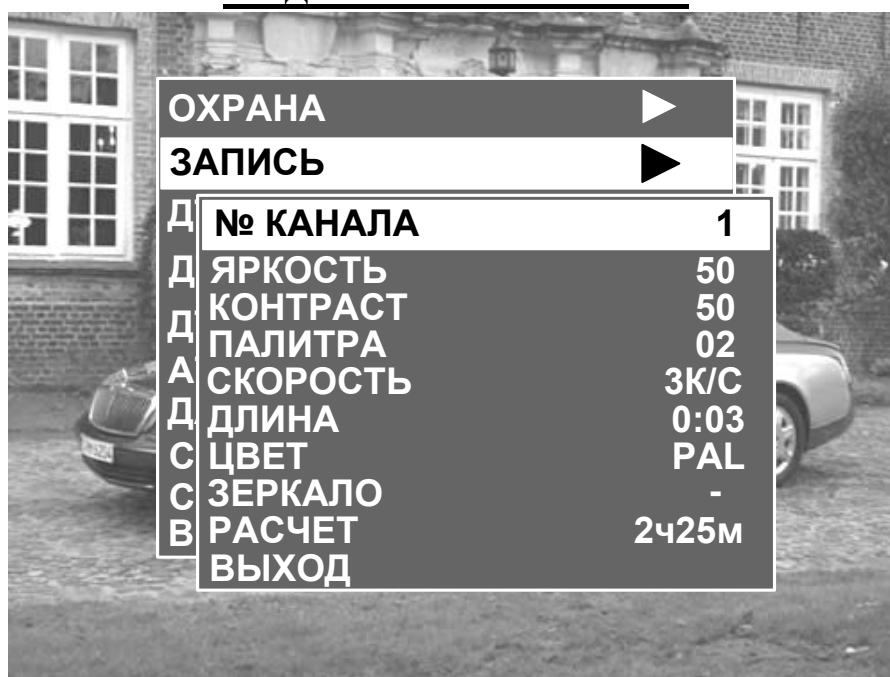 ОХРАНА
ЗАПИСЬ
№ КАНАЛА 1
ЯРКОСТЬ 50
КОНТРАСТ 50
ПАЛИТРА 02
СКОРОСТЬ 3К/С
ДЛИНА 0:03
ЦВЕТ PAL
ЗЕРКАЛО -
РАСЧЕТ 2ч25м
ВЫХОД